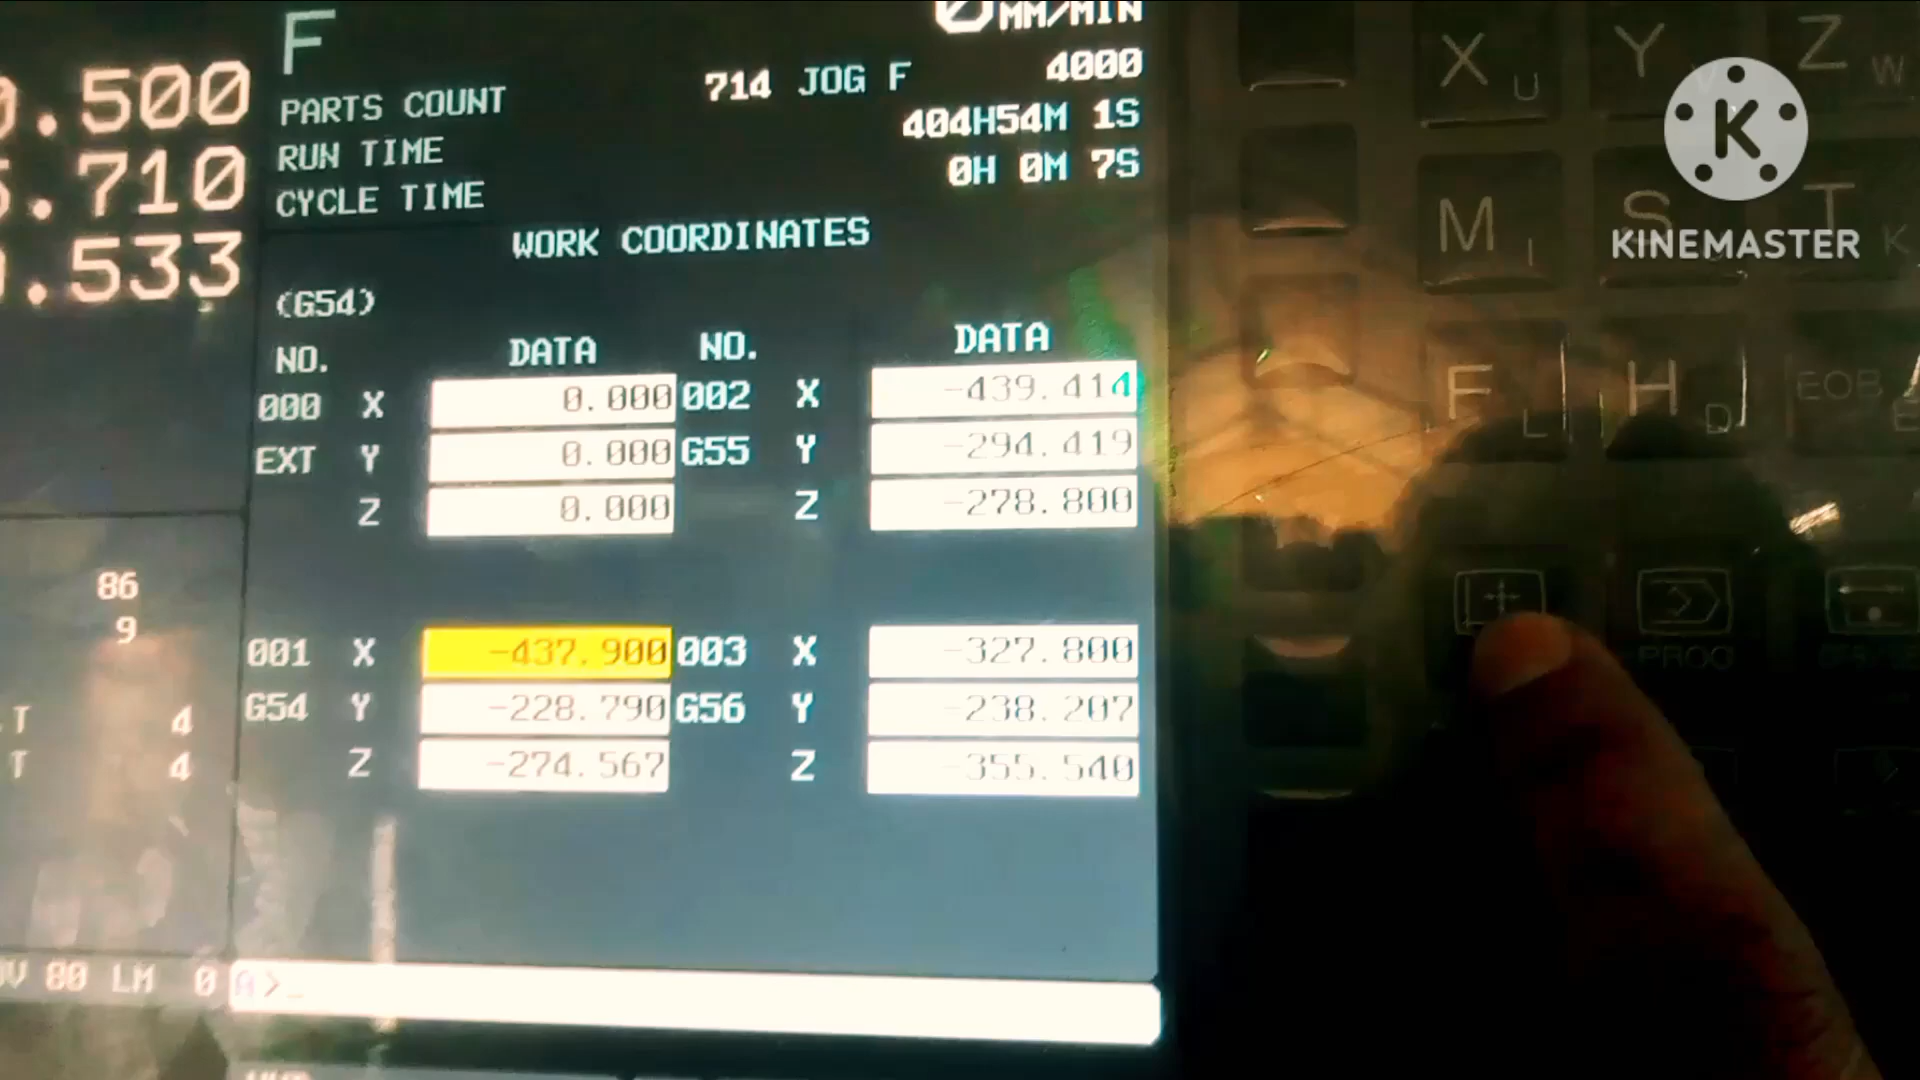 F
MM/MIN
.500
.710
.533
PARTS COUNT 714 JOG F 4000
RUN TIME 404H54M 1S
CYCLE TIME 0H 0M 7S
WORK COORDINATES
(G54)
NO. DATA NO. DATA
000 X 0.000 002 X -439.414
EXT Y 0.000 G55 Y -294.419
Z 0.000 Z -278.800
001 X -437.900 003 X -327.800
G54 Y -228.790 G56 Y -238.207
Z -274.567 Z -355.540
86
9
T 4
T 4
80 LM 0
A>_
X U Y V Z W
M I S T K
F L H D EOB E
PROG
K
KINEMASTER